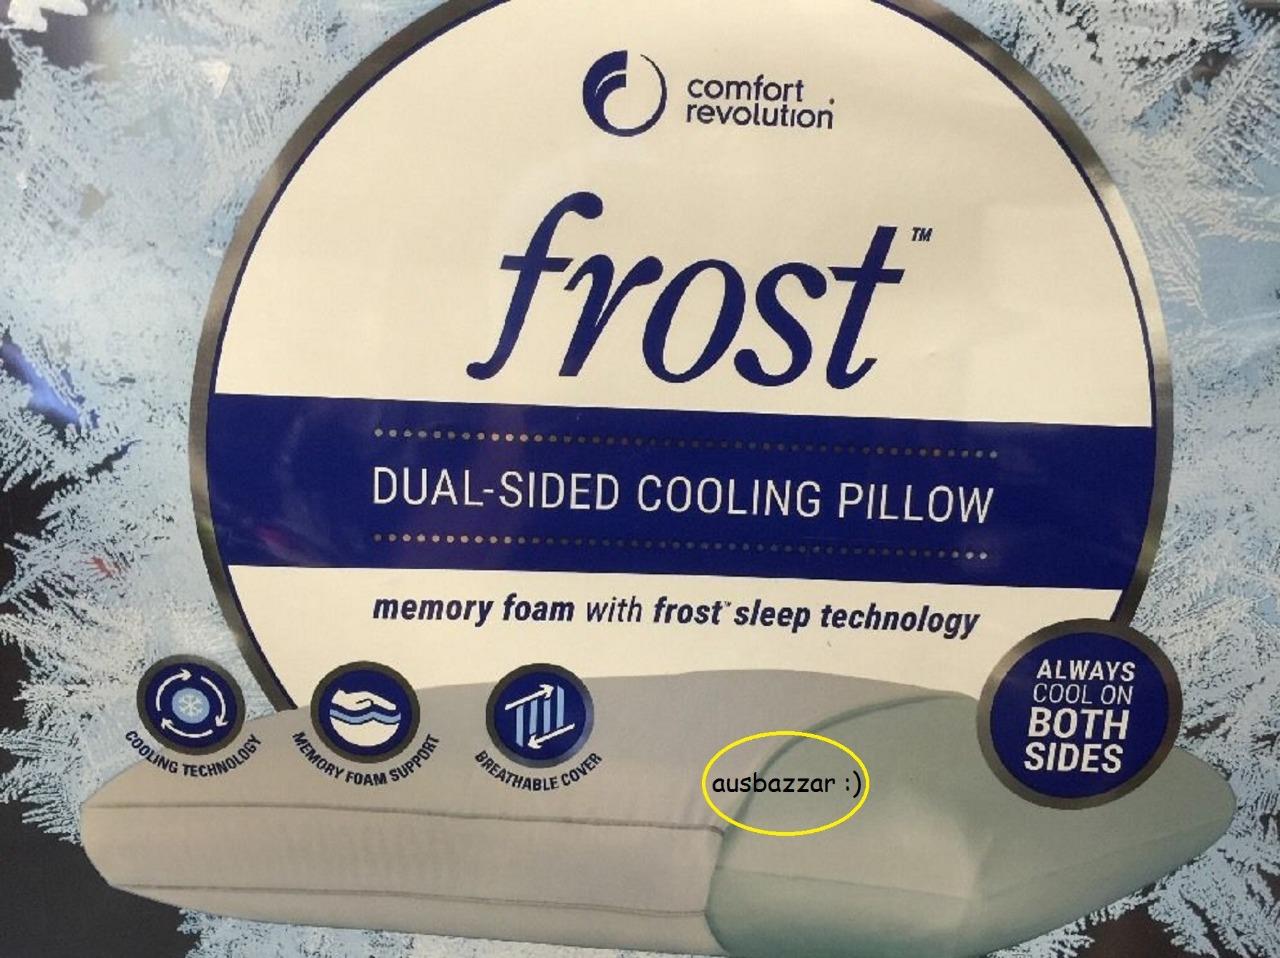 comfort
revolution
frost™
DUAL-SIDED COOLING PILLOW
memory foam with frost™ sleep technology
COOLING TECHNOLOGY
MEMORY FOAM SUPPORT
BREATHABLE COVER
ALWAYS
COOL ON
BOTH
SIDES
ausbazzar :)